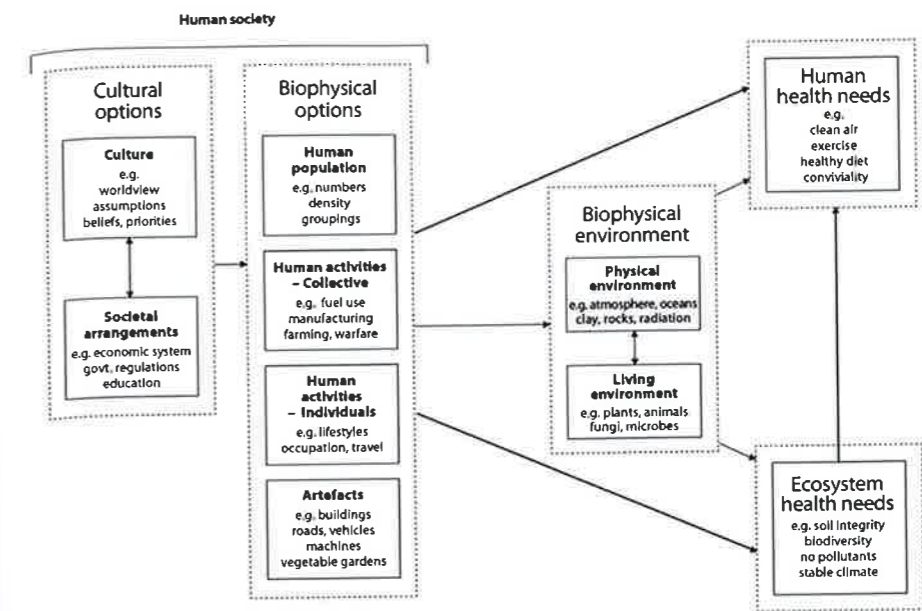 Human society
Cultural
options
Culture
e.g.
worldview
assumptions
beliefs, priorities
Societal
arrangements
e.g. economic system
govt, regulations
education
Biophysical
options
Human
population
e.g. numbers
density
groupings
Human activities
– Collective
e.g. fuel use
manufacturing
farming, warfare
Human
activities
– Individuals
e.g. lifestyles
occupation, travel
Artefacts
e.g. buildings
roads, vehicles
machines
vegetable gardens
Biophysical
environment
Physical
environment
e.g. atmosphere, oceans
clay, rocks, radiation
Living
environment
e.g. plants, animals
fungi, microbes
Human
health needs
e.g.
clean air
exercise
healthy diet
conviviality
Ecosystem
health needs
e.g. soil integrity
biodiversity
no pollutants
stable climate